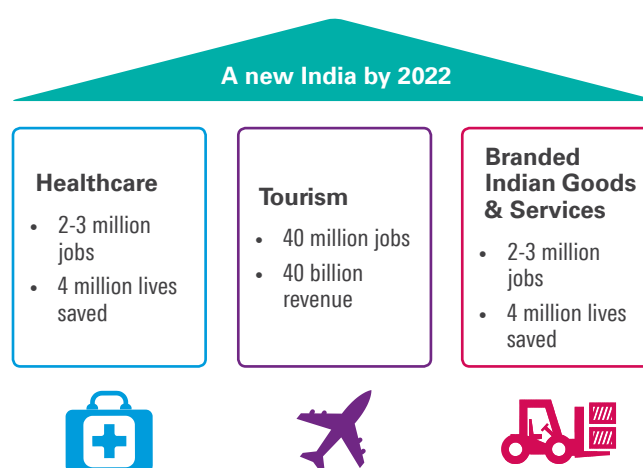 A new India by 2022
Healthcare
• 2-3 million
jobs
• 4 million lives
saved
Tourism
• 40 million jobs
• 40 billion
revenue
Branded
Indian Goods
& Services
• 2-3 million
jobs
• 4 million lives
saved